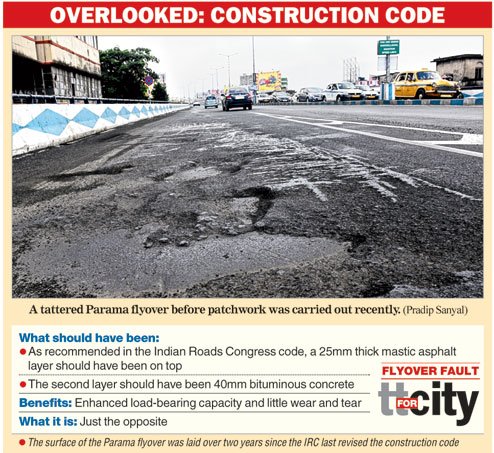 OVERLOOKED: CONSTRUCTION CODE
A tattered Parama flyover before patchwork was carried out recently. (Pradip Sanyal)
What should have been:
● As recommended in the Indian Roads Congress code, a 25mm thick mastic asphalt
layer should have been on top
● The second layer should have been 40mm bituminous concrete
Benefits: Enhanced load-bearing capacity and little wear and tear
What it is: Just the opposite
FLYOVER FAULT
tt FOR city
● The surface of the Parama flyover was laid over two years since the IRC last revised the construction code